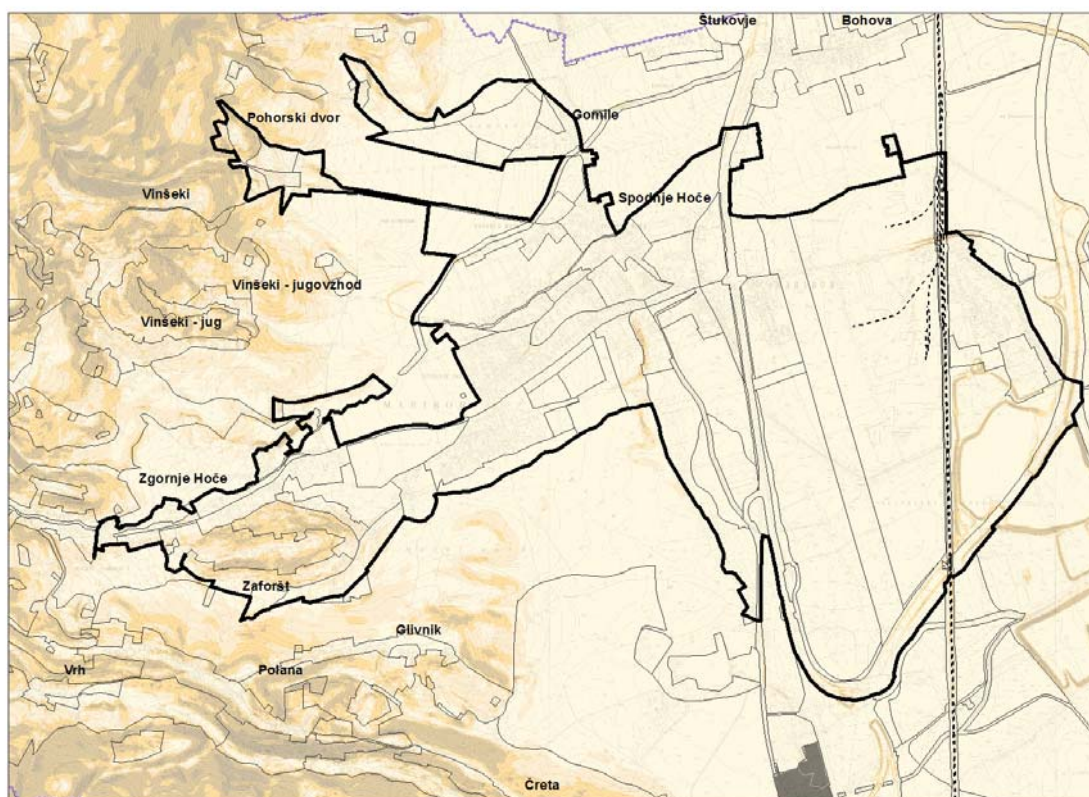 Štukovje
Bohova
Pohorski dvor
Gomile
Vinšeki
Spodnje Hoče
Vinšeki - jugovzhod
Vinšeki - jug
Zgornje Hoče
Zaforšt
Glivnik
Vrh
Polana
Čreta